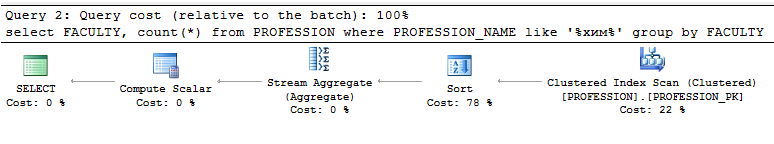 Query 2: Query cost (relative to the batch): 100%
select FACULTY, count(*) from PROFESSION where PROFESSION_NAME like '%хим%' group by FACULTY
SELECT
Cost: 0 %
Compute Scalar
Cost: 0 %
Stream Aggregate
(Aggregate)
Cost: 0 %
Sort
Cost: 78 %
Clustered Index Scan (Clustered)
[PROFESSION].[PROFESSION_PK]
Cost: 22 %